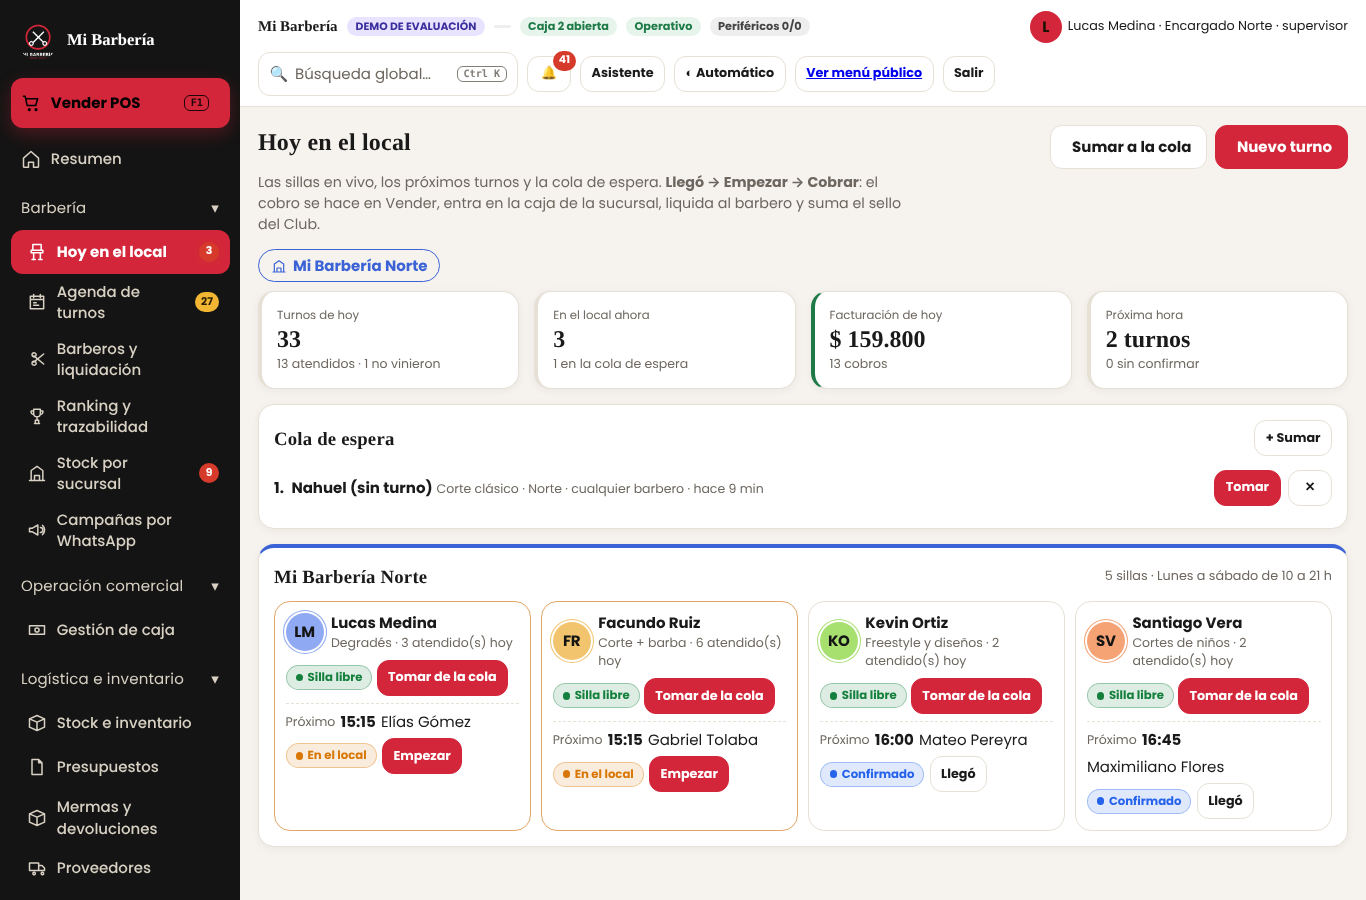 Mi Barbería
Vender POS F1
Resumen
Barbería ▾
Hoy en el local 3
Agenda de turnos 27
Barberos y liquidación
Ranking y trazabilidad
Stock por sucursal 9
Campañas por WhatsApp
Operación comercial ▾
Gestión de caja
Logística e inventario ▾
Stock e inventario
Presupuestos
Mermas y devoluciones
Proveedores
Mi Barbería DEMO DE EVALUACIÓN — Caja 2 abierta Operativo Periféricos 0/0
L Lucas Medina · Encargado Norte · supervisor
Búsqueda global... Ctrl K 41 Asistente Automático Ver menú público Salir
Hoy en el local
Sumar a la cola Nuevo turno
Las sillas en vivo, los próximos turnos y la cola de espera. Llegó → Empezar → Cobrar: el
cobro se hace en Vender, entra en la caja de la sucursal, liquida al barbero y suma el sello
del Club.
Mi Barbería Norte
Turnos de hoy
33
13 atendidos · 1 no vinieron
En el local ahora
3
1 en la cola de espera
Facturación de hoy
$ 159.800
13 cobros
Próxima hora
2 turnos
0 sin confirmar
Cola de espera + Sumar
1. Nahuel (sin turno) Corte clásico · Norte · cualquier barbero · hace 9 min Tomar ✕
Mi Barbería Norte 5 sillas · Lunes a sábado de 10 a 21 h
LM Lucas Medina
Degradés · 3 atendido(s) hoy
Silla libre Tomar de la cola
Próximo 15:15 Elías Gómez
En el local Empezar
FR Facundo Ruiz
Corte + barba · 6 atendido(s)
hoy
Silla libre Tomar de la cola
Próximo 15:15 Gabriel Tolaba
En el local Empezar
KO Kevin Ortiz
Freestyle y diseños · 2
atendido(s) hoy
Silla libre Tomar de la cola
Próximo 16:00 Mateo Pereyra
Confirmado Llegó
SV Santiago Vera
Cortes de niños · 2
atendido(s) hoy
Silla libre Tomar de la cola
Próximo 16:45
Maximiliano Flores
Confirmado Llegó